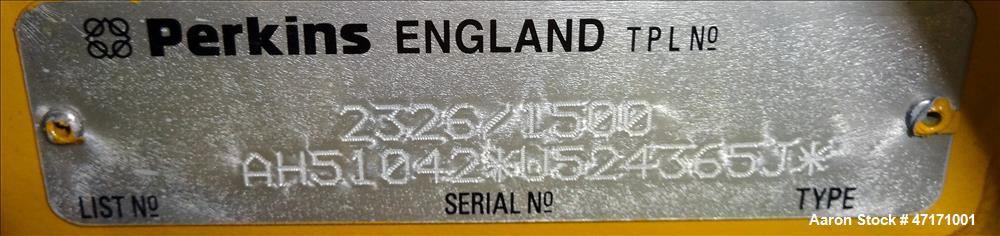 Perkins ENGLAND TPL Nº
2326/1500
AH51042*U524365J*
LIST Nº SERIAL Nº TYPE
Aaron Stock # 47171001